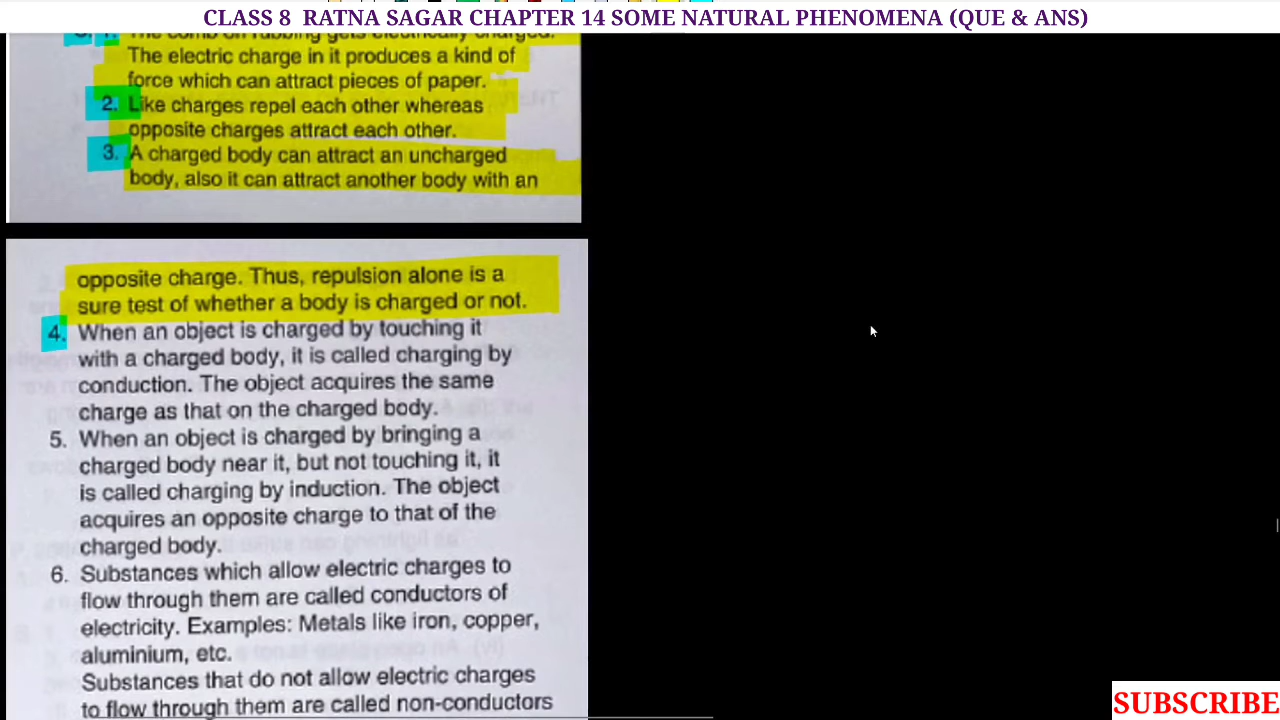 CLASS 8 RATNA SAGAR CHAPTER 14 SOME NATURAL PHENOMENA (QUE & ANS)
1. The comb on rubbing gets electrically charged.
The electric charge in it produces a kind of
force which can attract pieces of paper.
2. Like charges repel each other whereas
opposite charges attract each other.
3. A charged body can attract an uncharged
body, also it can attract another body with an
opposite charge. Thus, repulsion alone is a
sure test of whether a body is charged or not.
4. When an object is charged by touching it
with a charged body, it is called charging by
conduction. The object acquires the same
charge as that on the charged body.
5. When an object is charged by bringing a
charged body near it, but not touching it, it
is called charging by induction. The object
acquires an opposite charge to that of the
charged body.
6. Substances which allow electric charges to
flow through them are called conductors of
electricity. Examples: Metals like iron, copper,
aluminium, etc.
Substances that do not allow electric charges
to flow through them are called non-conductors
SUBSCRIBE